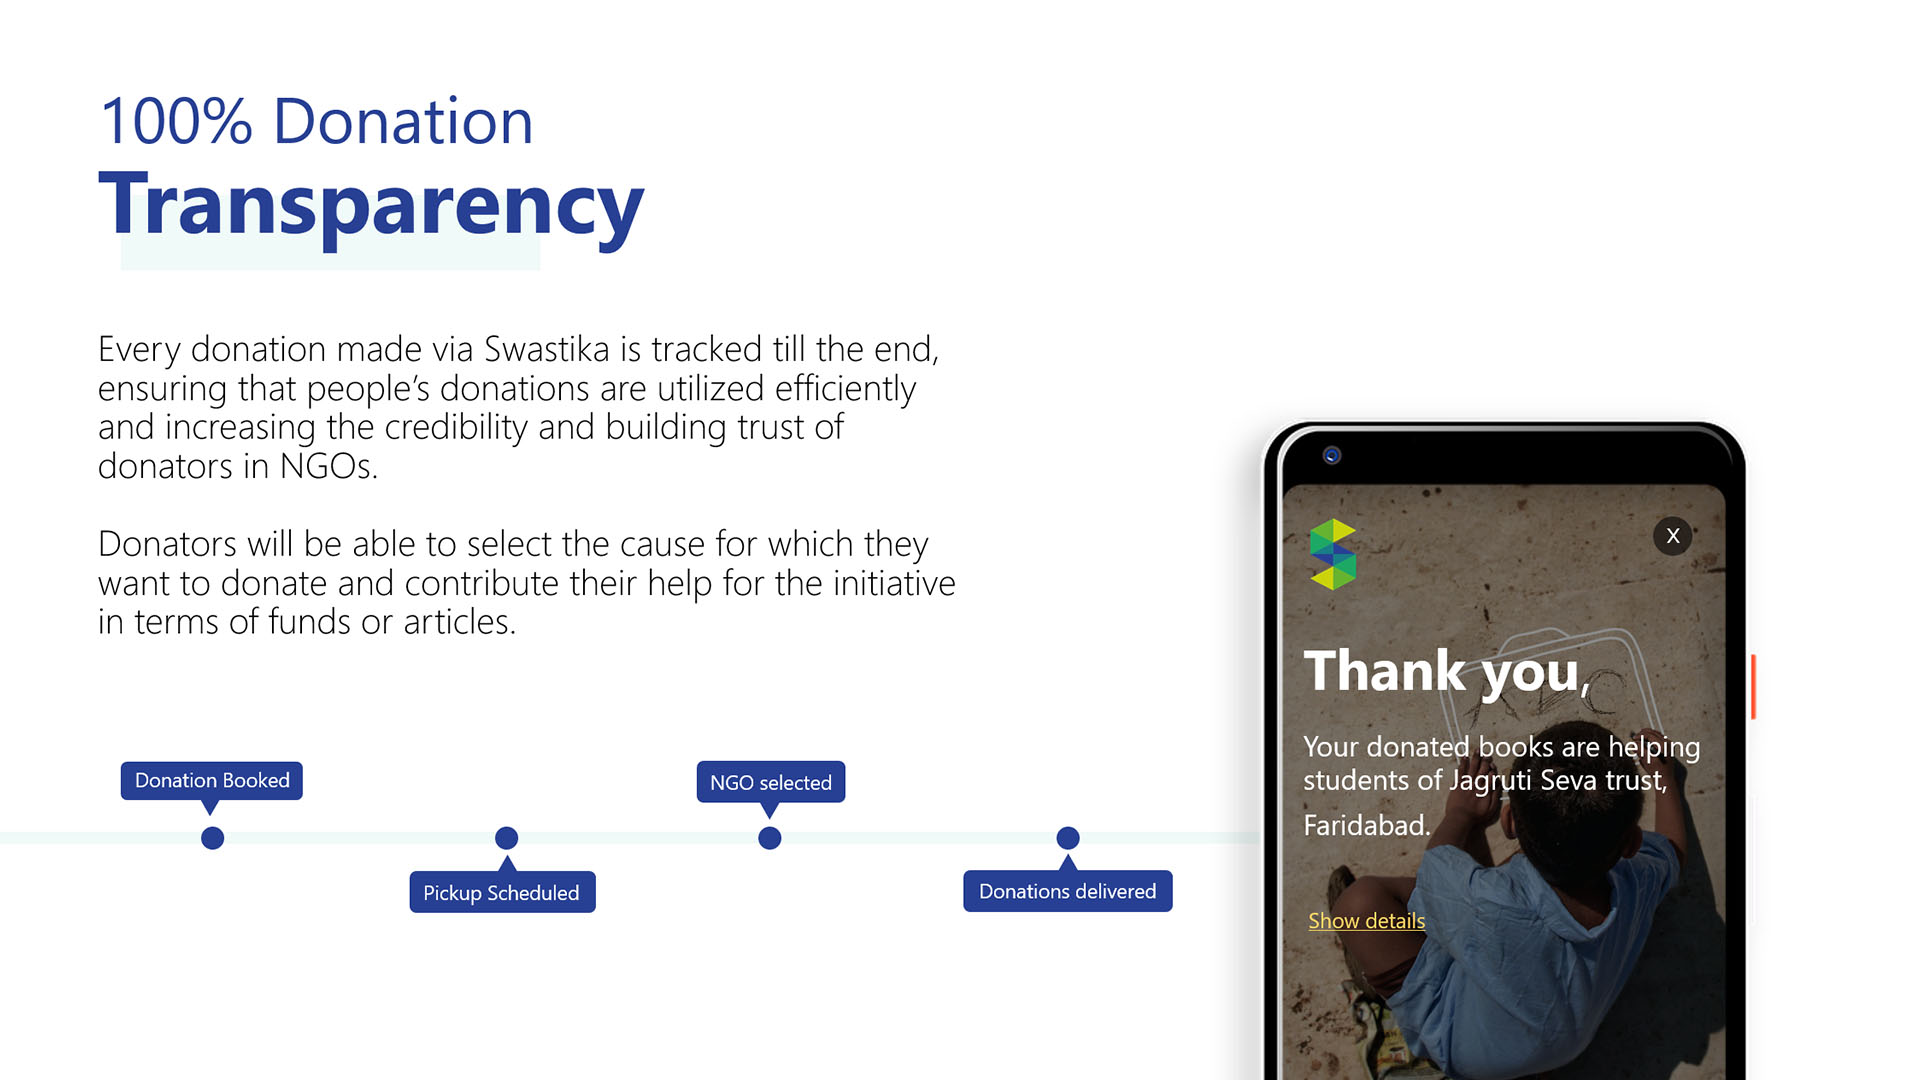 100% Donation
Transparency
Every donation made via Swastika is tracked till the end,
ensuring that people's donations are utilized efficiently
and increasing the credibility and building trust of
donators in NGOs.
Donators will be able to select the cause for which they
want to donate and contribute their help for the initiative
in terms of funds or articles.
Donation Booked
Pickup Scheduled
NGO selected
Donations delivered
X
Thank you,
ABC
Your donated books are helping
students of Jagruti Seva trust,
Faridabad.
Show details